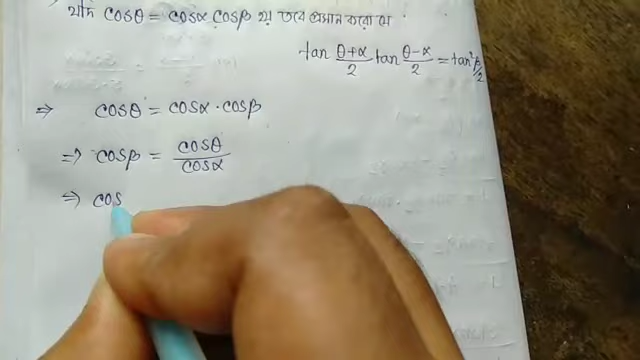 যদি cosθ = cosα cosβ হয় তবে প্রমান করো যে
tan (θ+α)/2 tan (θ-α)/2 = tan² β/2
⇒ cosθ = cosα · cosβ
⇒ cosβ = cosθ/cosα
⇒ cos